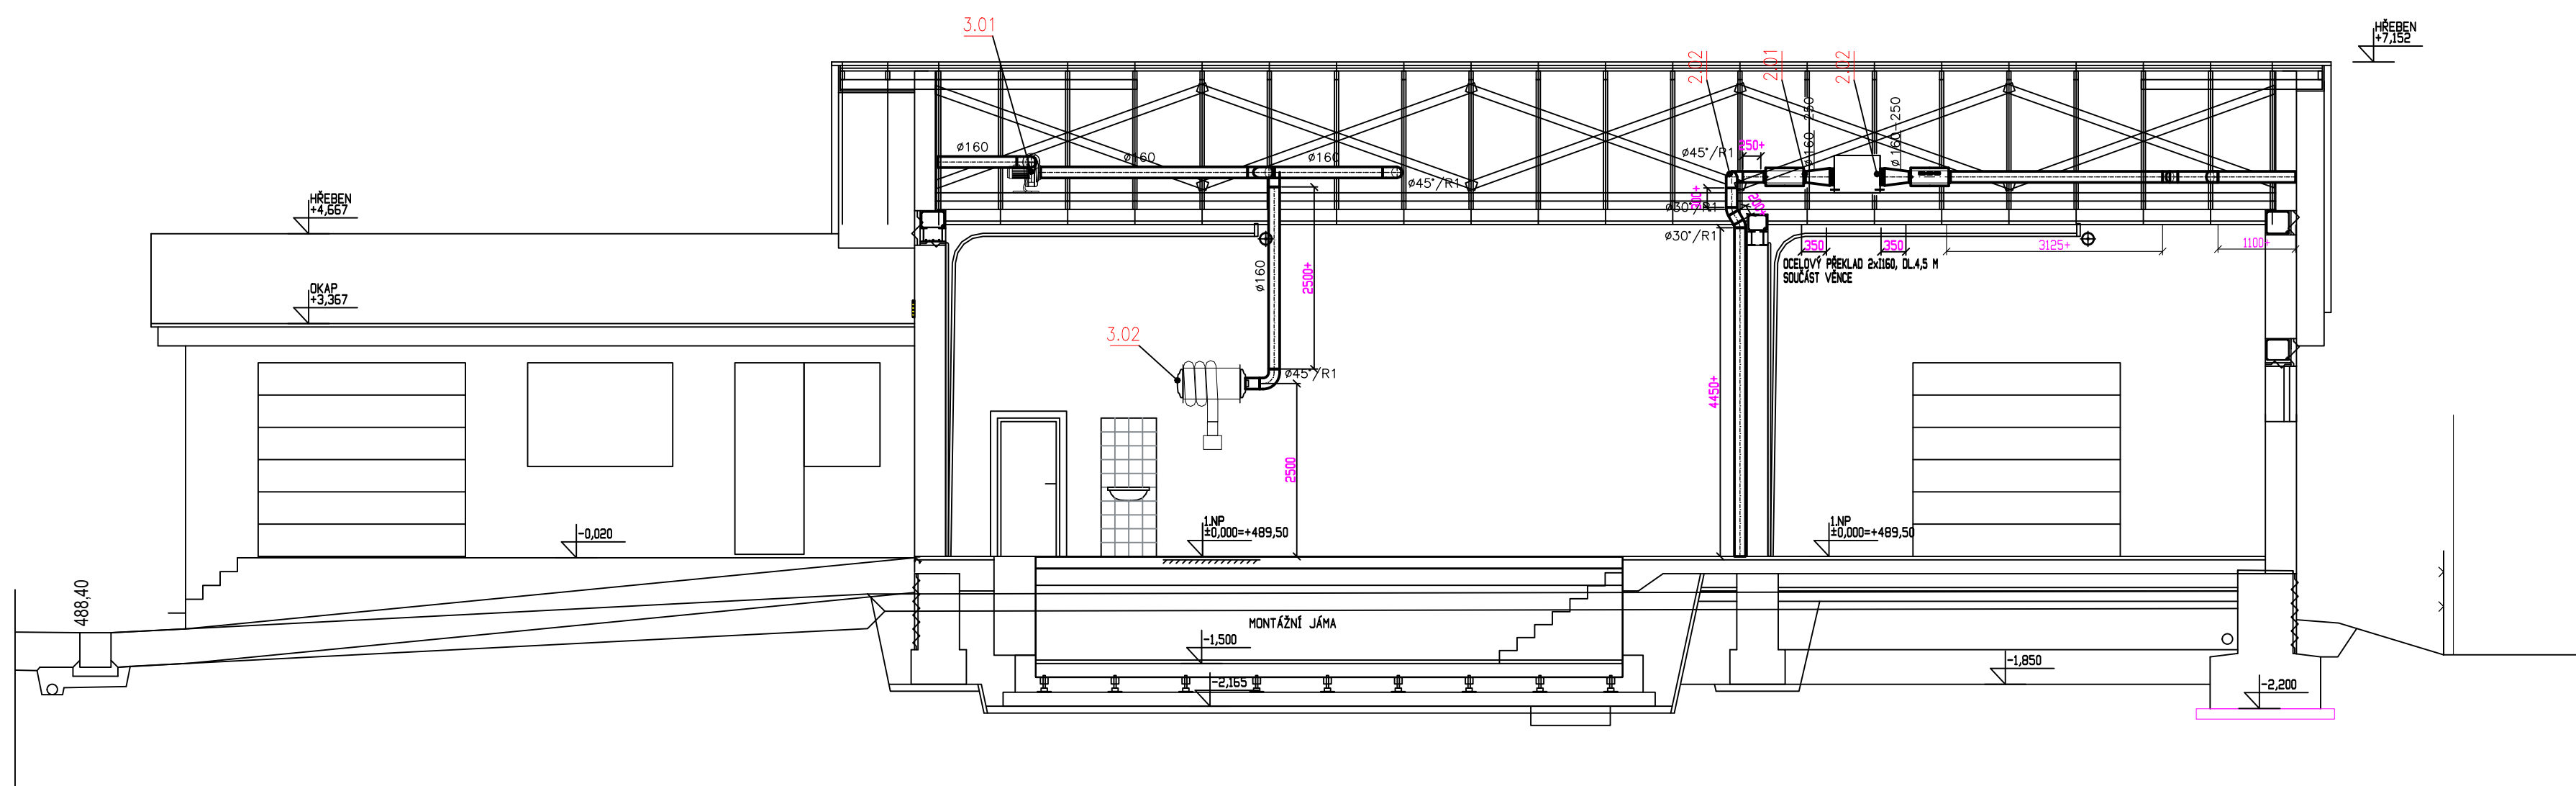 3.01
HŘEBEN
+7,152
2.02
2.01
2.02
ø160
ø160
ø160
ø45°/R1
250+
ø160-250
ø160-250
ø45°/R1
ø30°/R1
200+
ø30°/R1
HŘEBEN
+4,667
OKAP
+3,367
350
350
3125+
1100+
OCELOVÝ PŘEKLAD 2xI160, DL.4,5 M
SOUČÁST VĚNCE
ø160
2500+
3.02
ø45°/R1
4450+
2500
-0,020
1.NP
±0,000=+489,50
1.NP
±0,000=+489,50
488,40
MONTÁŽNÍ JÁMA
-1,500
-2,165
-1,850
-2,200